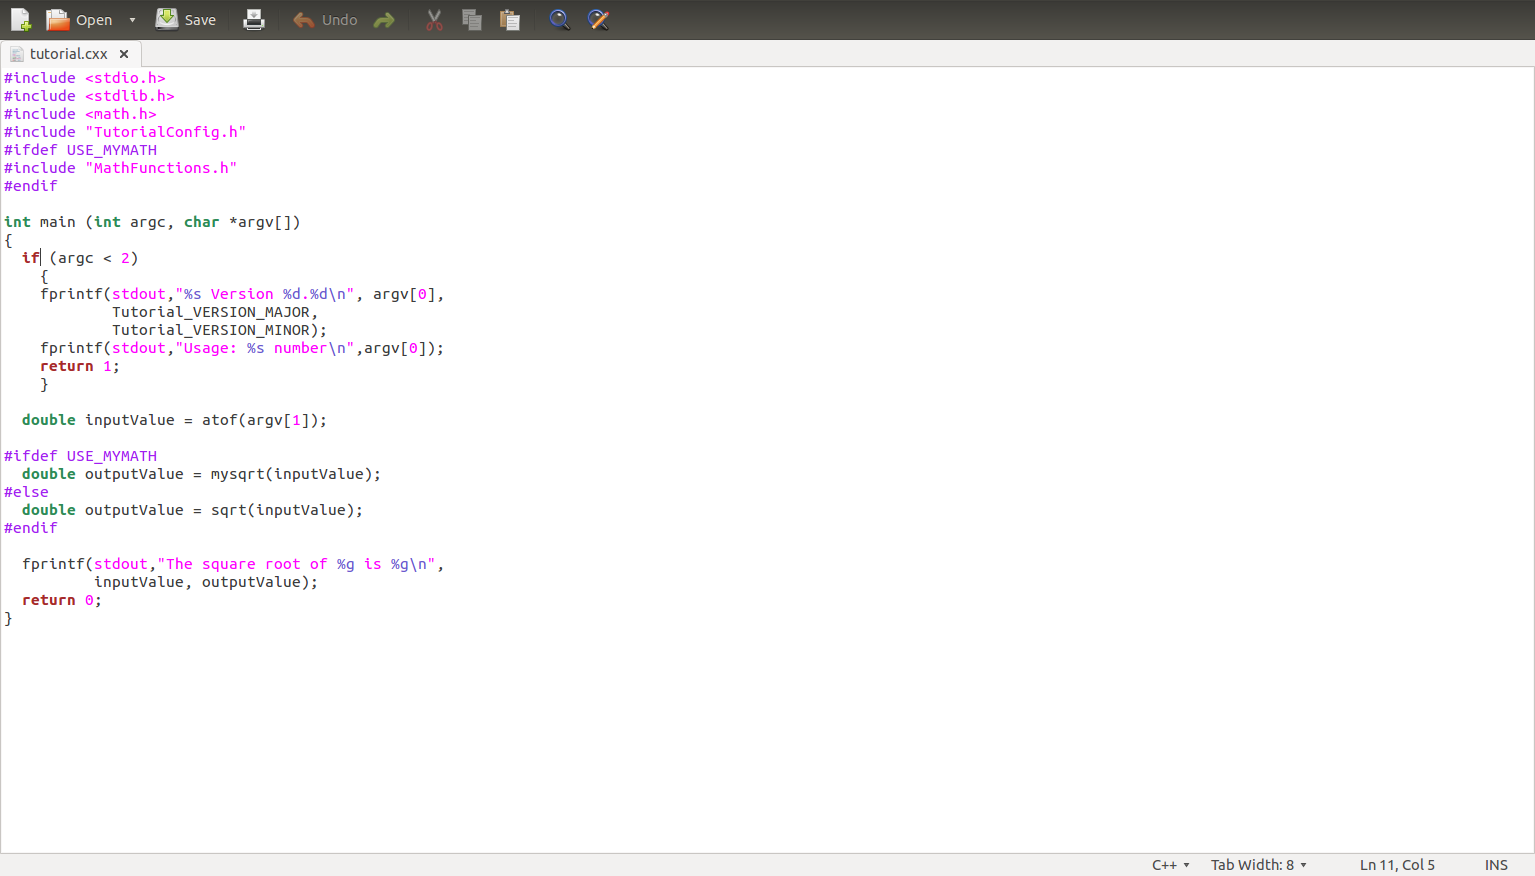 Open Save Undo
tutorial.cxx
#include <stdio.h>
#include <stdlib.h>
#include <math.h>
#include "TutorialConfig.h"
#ifdef USE_MYMATH
#include "MathFunctions.h"
#endif

int main (int argc, char *argv[])
{
  if (argc < 2)
    {
    fprintf(stdout,"%s Version %d.%d\n", argv[0],
            Tutorial_VERSION_MAJOR,
            Tutorial_VERSION_MINOR);
    fprintf(stdout,"Usage: %s number\n",argv[0]);
    return 1;
    }

  double inputValue = atof(argv[1]);

#ifdef USE_MYMATH
  double outputValue = mysqrt(inputValue);
#else
  double outputValue = sqrt(inputValue);
#endif

  fprintf(stdout,"The square root of %g is %g\n",
          inputValue, outputValue);
  return 0;
}
C++ Tab Width: 8 Ln 11, Col 5 INS